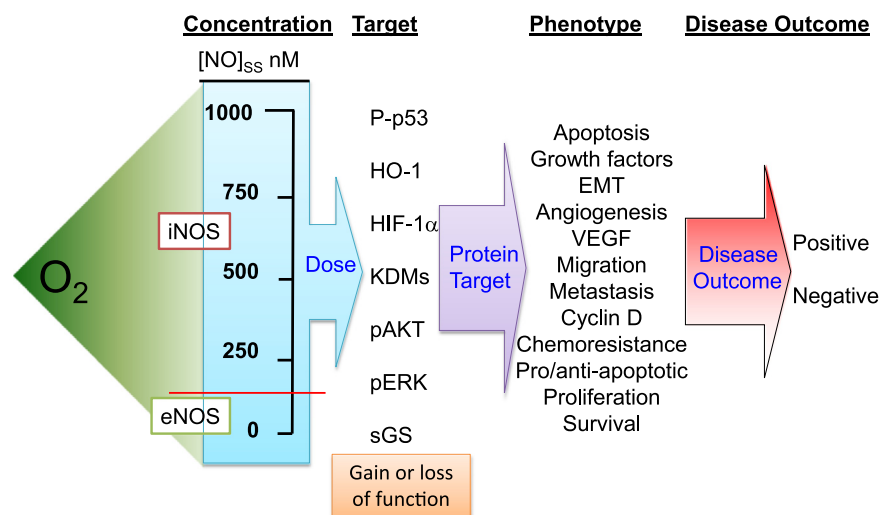 Concentration
Target
Phenotype
Disease Outcome
[NO]SS nM
1000
750
500
250
0
iNOS
eNOS
O2
Dose
P-p53
HO-1
HIF-1α
KDMs
pAKT
pERK
sGS
Gain or loss
of function
Protein
Target
Apoptosis
Growth factors
EMT
Angiogenesis
VEGF
Migration
Metastasis
Cyclin D
Chemoresistance
Pro/anti-apoptotic
Proliferation
Survival
Disease
Outcome
Positive
Negative